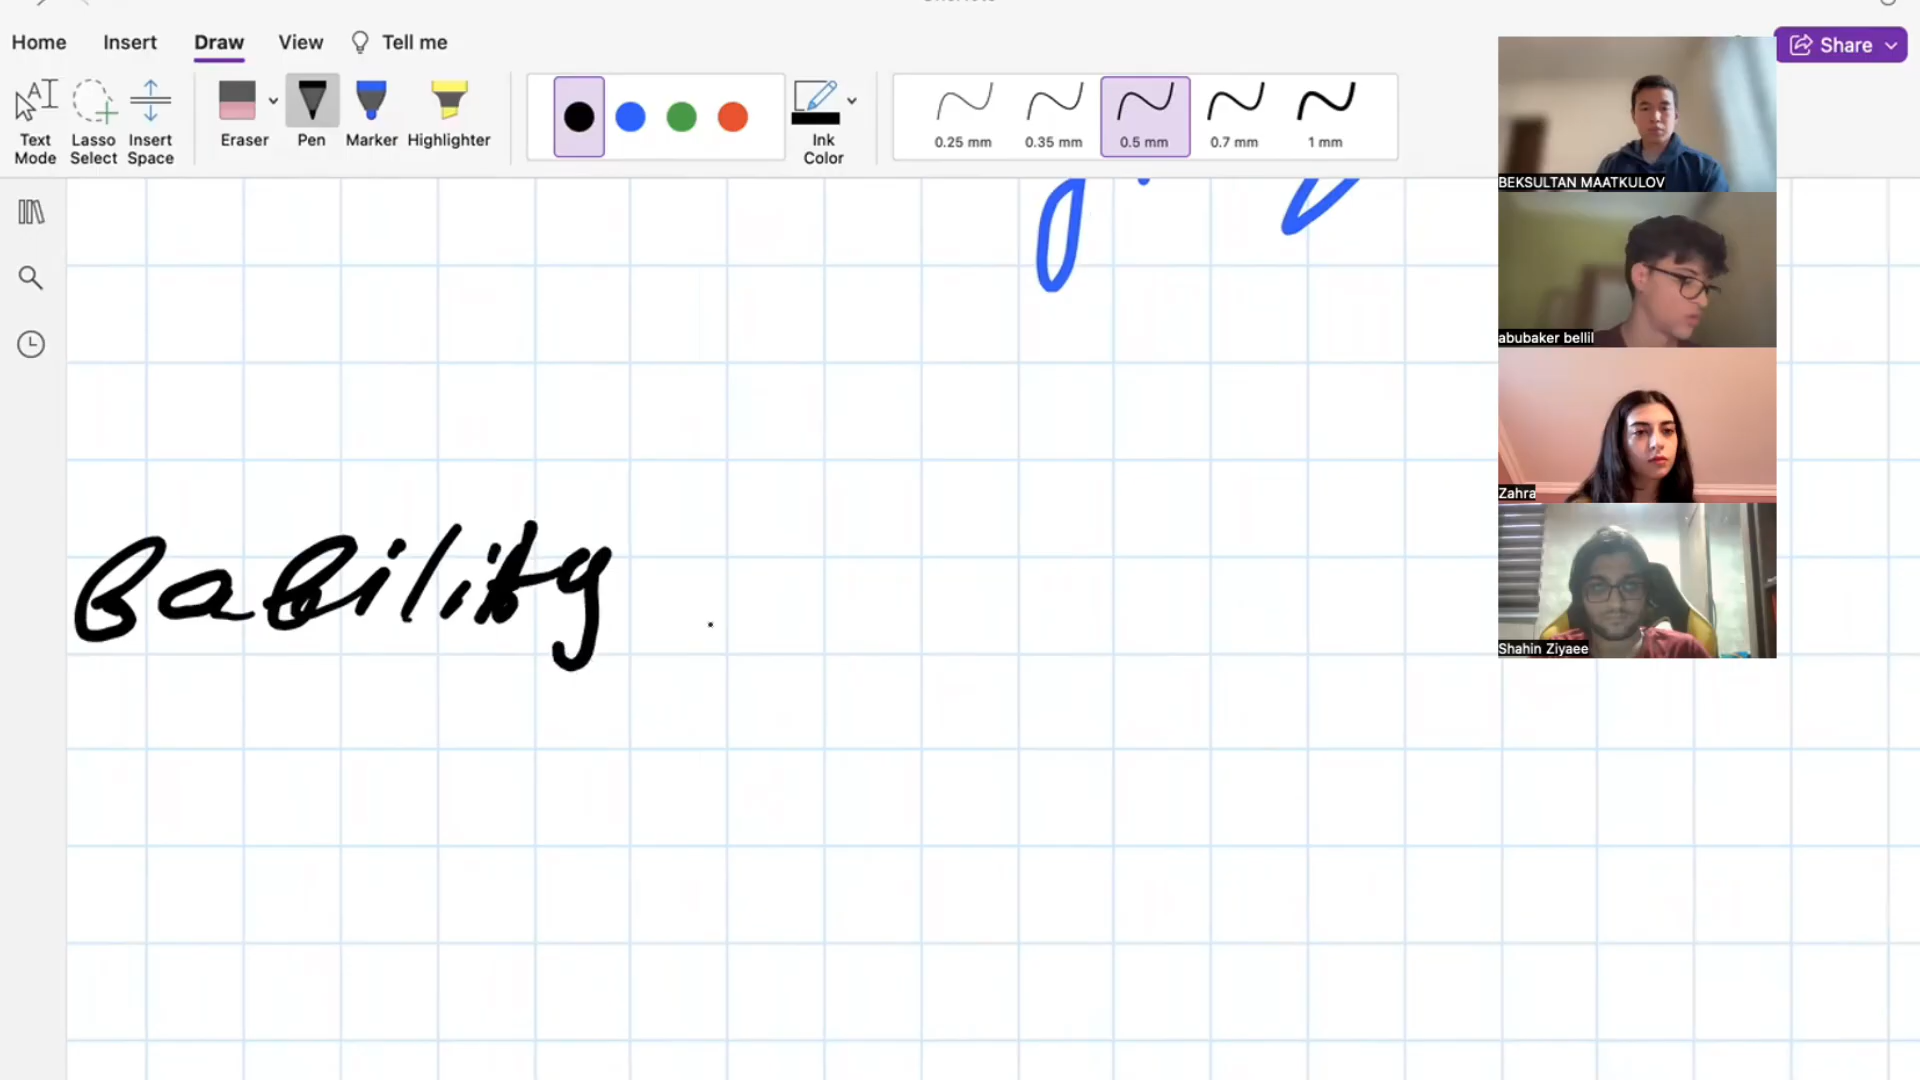 Home Insert Draw View Tell me Share
Text Mode Lasso Select Insert Space Eraser Pen Marker Highlighter Ink Color 0.25 mm 0.35 mm 0.5 mm 0.7 mm 1 mm
BEKSULTAN MAATKULOV
abubaker bellil
Zahra
bability
Shahin Ziyaee